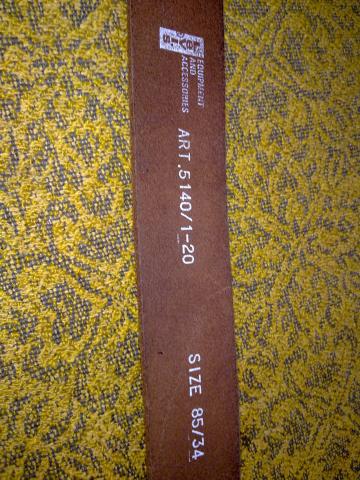 EQUIPMENT
AND
ACCESSORIES
ART.5140/1-20
SIZE 85/34